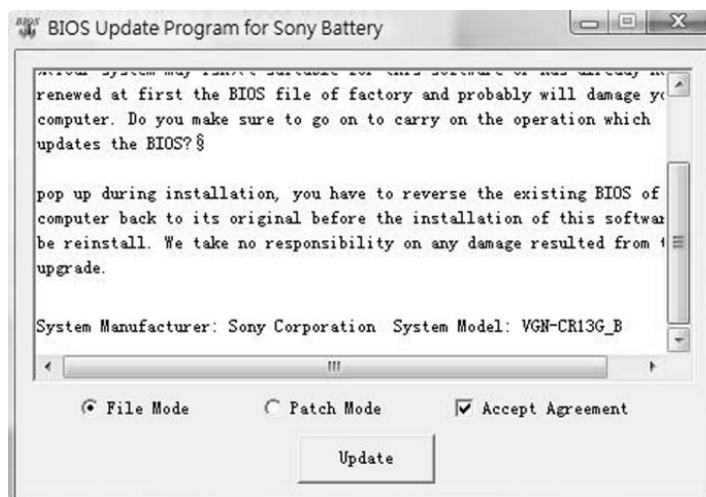 BIOS Update Program for Sony Battery
renewed at first the BIOS file of factory and probably will damage
computer. Do you make sure to go on to carry on the operation which
updates the BIOS?§
pop up during installation, you have to reverse the existing BIOS of
computer back to its original before the installation of this
be reinstall. We take no responsibility on any damage resulted from
upgrade.
System Manufacturer: Sony Corporation  System Model: VGN-CR13G_B
File Mode
Patch Mode
Accept Agreement
Update